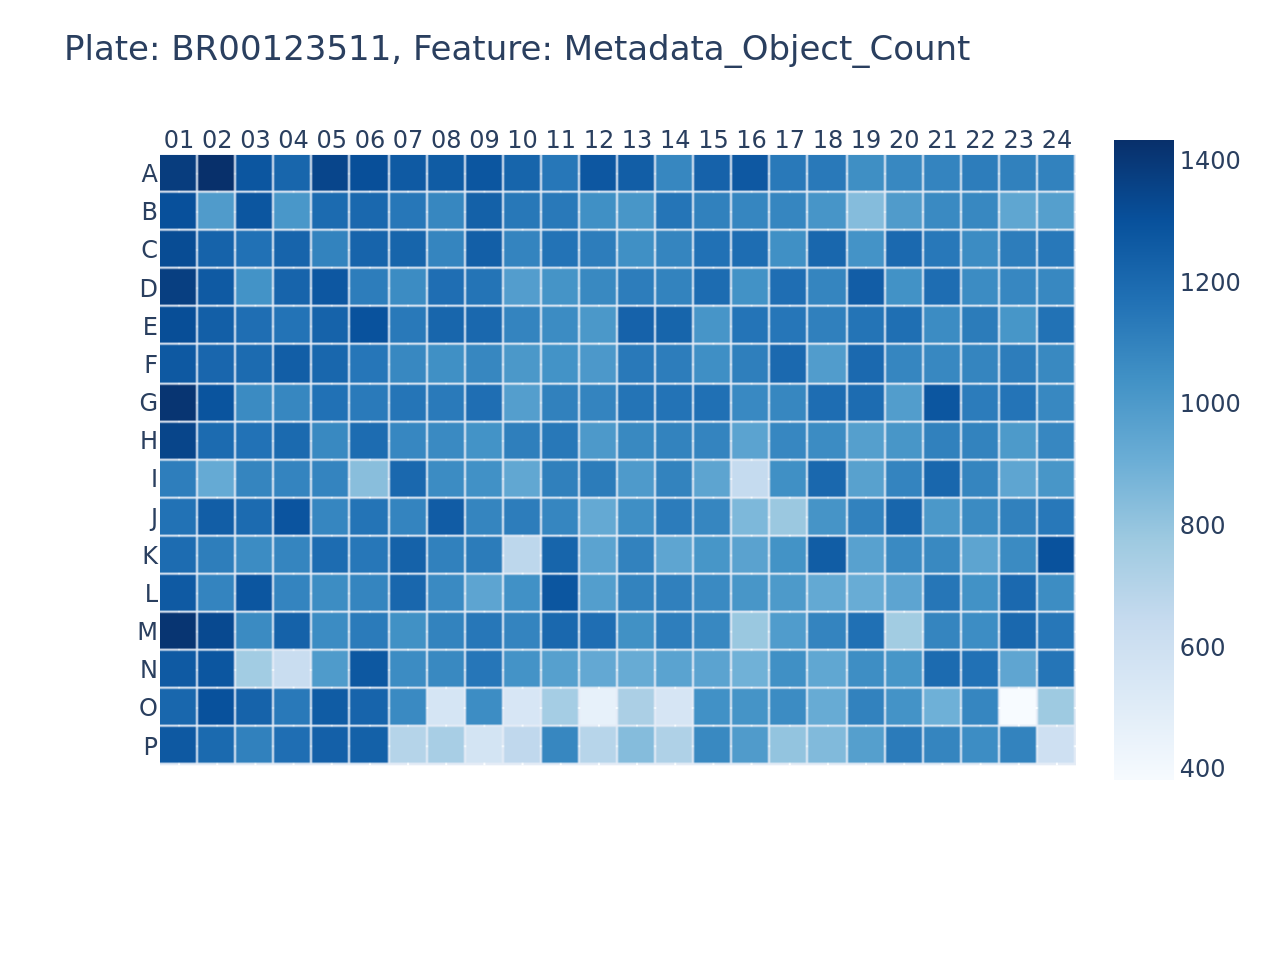 Plate: BR00123511, Feature: Metadata_Object_Count
01 02 03 04 05 06 07 08 09 10 11 12 13 14 15 16 17 18 19 20 21 22 23 24
A
B
C
D
E
F
G
H
I
J
K
L
M
N
O
P
1400
1200
1000
800
600
400